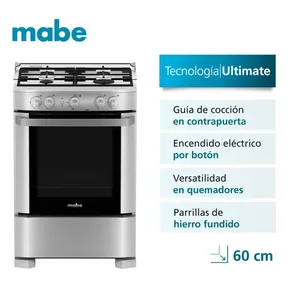 mabe
Tecnología|Ultimate
Guía de cocción
en contrapuerta
Encendido eléctrico
por botón
Versatilidad
en quemadores
Parrillas de
hierro fundido
mabe
60 cm